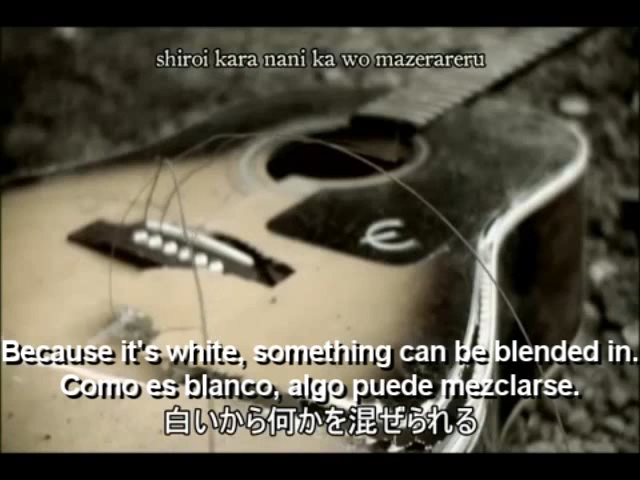 shiroi kara nani ka wo mazerareru
Є
Because it's white, something can be blended in.
Como es blanco, algo puede mezclarse.
白いから何かを混ぜられる